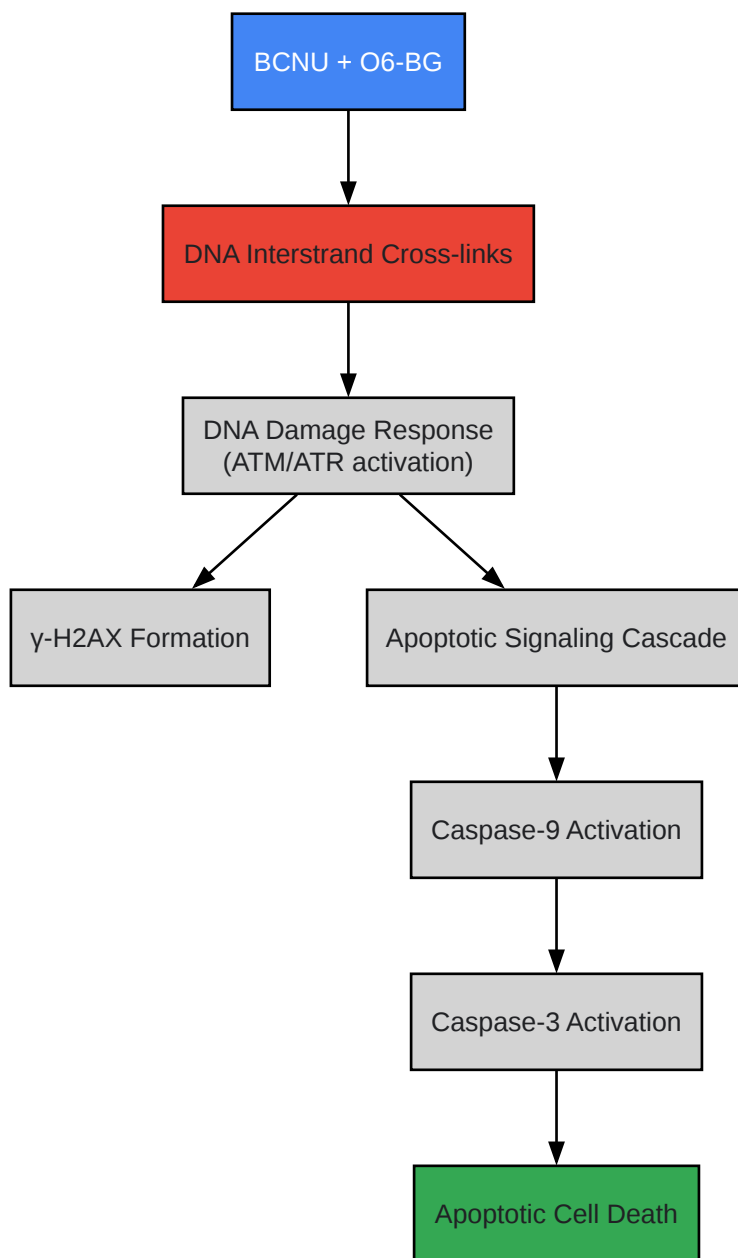 BCNU + O6-BG
DNA Interstrand Cross-links
DNA Damage Response
(ATM/ATR activation)
γ-H2AX Formation
Apoptotic Signaling Cascade
Caspase-9 Activation
Caspase-3 Activation
Apoptotic Cell Death